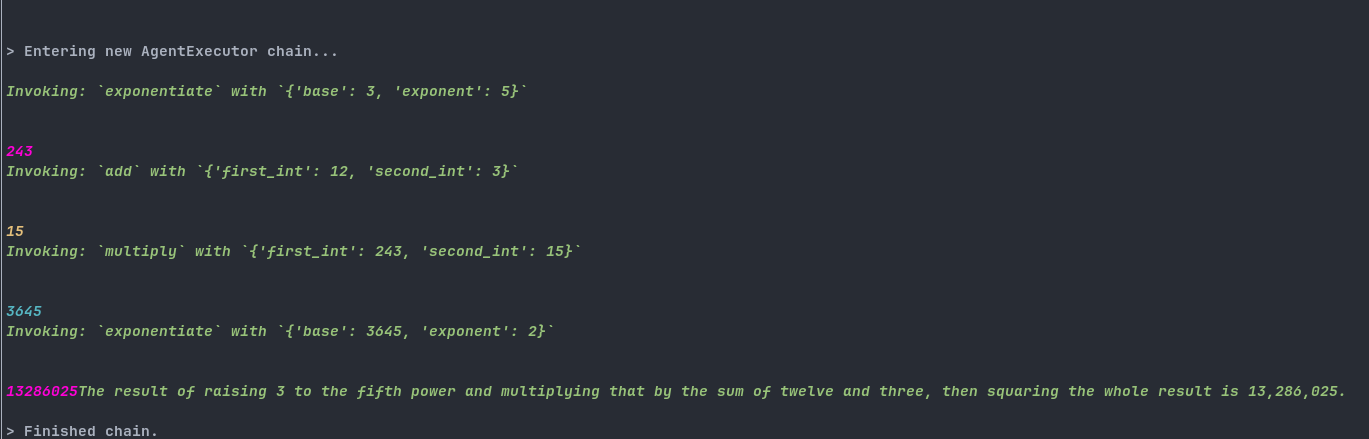 > Entering new AgentExecutor chain...
Invoking: `exponentiate` with `{'base': 3, 'exponent': 5}`
243
Invoking: `add` with `{'first_int': 12, 'second_int': 3}`
15
Invoking: `multiply` with `{'first_int': 243, 'second_int': 15}`
3645
Invoking: `exponentiate` with `{'base': 3645, 'exponent': 2}`
13286025The result of raising 3 to the fifth power and multiplying that by the sum of twelve and three, then squaring the whole result is 13,286,025.
> Finished chain.